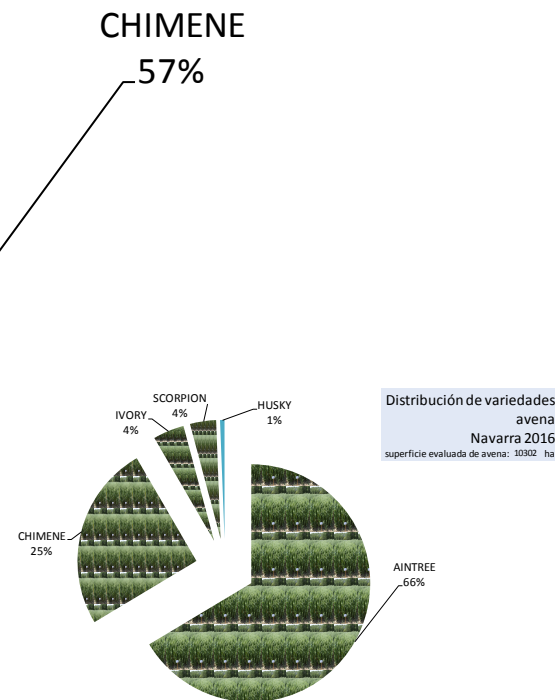 CHIMENE
57%
SCORPION
4%
HUSKY
1%
IVORY
4%
Distribución de variedades
avena
Navarra 2016
superficie evaluada de avena: 10302 ha
CHIMENE
25%
AINTREE
66%